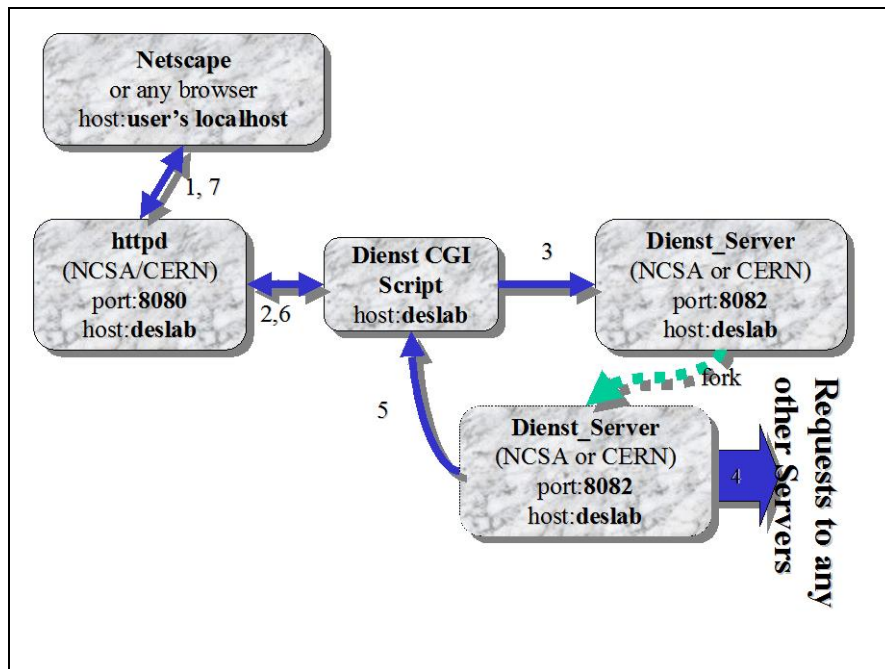 Netscape
or any browser
host:user's localhost
1, 7
httpd
(NCSA/CERN)
port:8080
host:deslab
2,6
Dienst CGI
Script
host:deslab
3
Dienst_Server
(NCSA or CERN)
port:8082
host:deslab
fork
5
Dienst_Server
(NCSA or CERN)
port:8082
host:deslab
4
Requests to any
other Servers